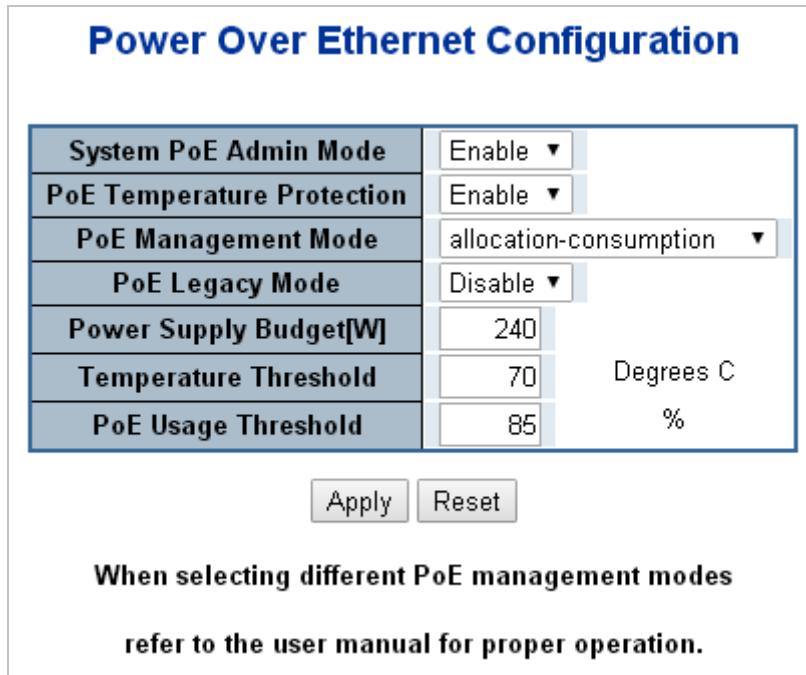 Power Over Ethernet Configuration
System PoE Admin Mode Enable
PoE Temperature Protection Enable
PoE Management Mode allocation-consumption
PoE Legacy Mode Disable
Power Supply Budget[W] 240
Temperature Threshold 70 Degrees C
PoE Usage Threshold 85 %
Apply Reset
When selecting different PoE management modes
refer to the user manual for proper operation.